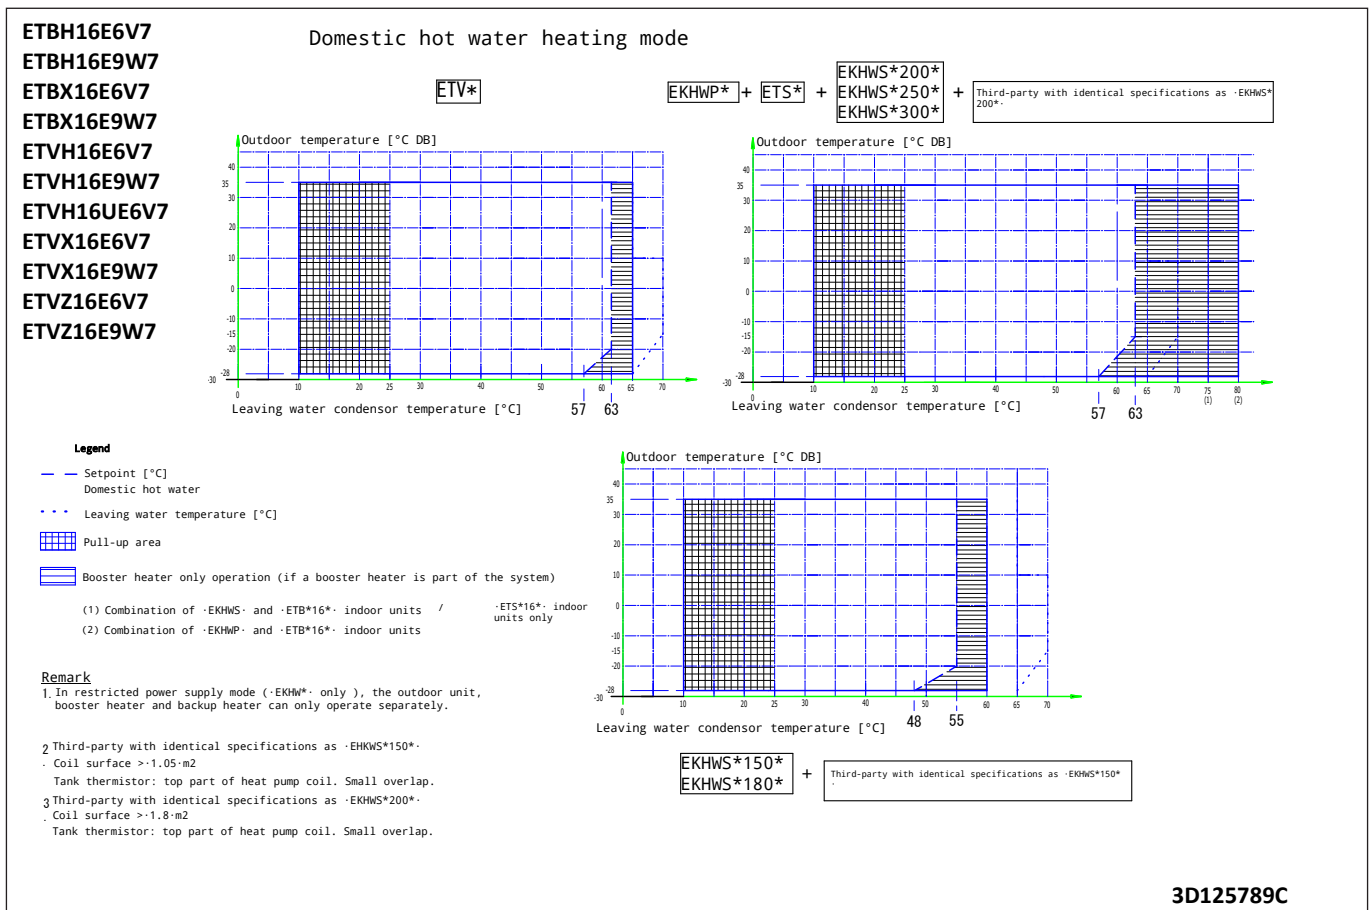 ETBH16E6V7
ETBH16E9W7
ETBX16E6V7
ETBX16E9W7
ETVH16E6V7
ETVH16E9W7
ETVH16UE6V7
ETVX16E6V7
ETVX16E9W7
ETVZ16E6V7
ETVZ16E9W7
Domestic hot water heating mode
ETV*
Outdoor temperature [°C DB]
40
35
30
20
10
0
-10
-15
-20
-28
-30
0 10 20 25 30 40 50 60 65 70
57 63
Leaving water condensor temperature [°C]
EKHWP* + ETS* + EKHWS*200* + Third-party with identical specifications as ·EKHWS*
EKHWS*250* 200*·
EKHWS*300*
Outdoor temperature [°C DB]
40
35
30
20
10
0
-10
-15
-20
-28
-30
0 10 20 25 30 40 50 60 65 70 75 80
(1) (2)
57 63
Leaving water condensor temperature [°C]
Legend
Setpoint [°C]
Domestic hot water
Leaving water temperature [°C]
Pull-up area
Booster heater only operation (if a booster heater is part of the system)
(1) Combination of ·EKHWS· and ·ETB*16*· indoor units / ·ETS*16*· indoor
units only
(2) Combination of ·EKHWP· and ·ETB*16*· indoor units
Outdoor temperature [°C DB]
40
35
30
20
10
0
-10
-15
-20
-28
-30
0 10 20 25 30 40 50 60 65 70
48 55
Leaving water condensor temperature [°C]
EKHWS*150* + Third-party with identical specifications as ·EKHWS*150*
EKHWS*180* ·
Remark
1. In restricted power supply mode (·EKHW*· only ), the outdoor unit,
booster heater and backup heater can only operate separately.
2 Third-party with identical specifications as ·EHKWS*150*·
. Coil surface >·1.05·m2
Tank thermistor: top part of heat pump coil. Small overlap.
3 Third-party with identical specifications as ·EKHWS*200*·
. Coil surface >·1.8·m2
Tank thermistor: top part of heat pump coil. Small overlap.
3D125789C